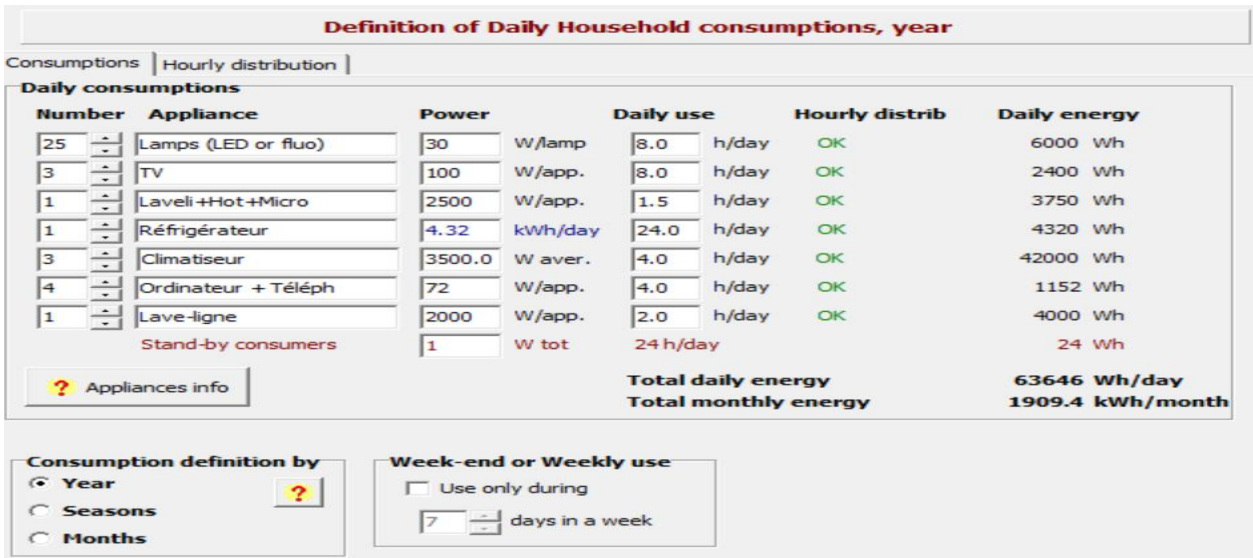 Definition of Daily Household consumptions, year
Consumptions Hourly distribution
Daily consumptions
Number Appliance Power Daily use Hourly distrib Daily energy
25 Lamps (LED or fluo) 30 W/lamp 8.0 h/day OK 6000 Wh
3 TV 100 W/app. 8.0 h/day OK 2400 Wh
1 Laveli+Hot+Micro 2500 W/app. 1.5 h/day OK 3750 Wh
1 Réfrigérateur 4.32 kWh/day 24.0 h/day OK 4320 Wh
3 Climatiseur 3500.0 W aver. 4.0 h/day OK 42000 Wh
4 Ordinateur + Téléph 72 W/app. 4.0 h/day OK 1152 Wh
1 Lave-ligne 2000 W/app. 2.0 h/day OK 4000 Wh
Stand-by consumers 1 W tot 24 h/day 24 Wh
? Appliances info
Total daily energy 63646 Wh/day
Total monthly energy 1909.4 kWh/month
Consumption definition by
Year
?
Seasons
Months
Week-end or Weekly use
Use only during
7 days in a week